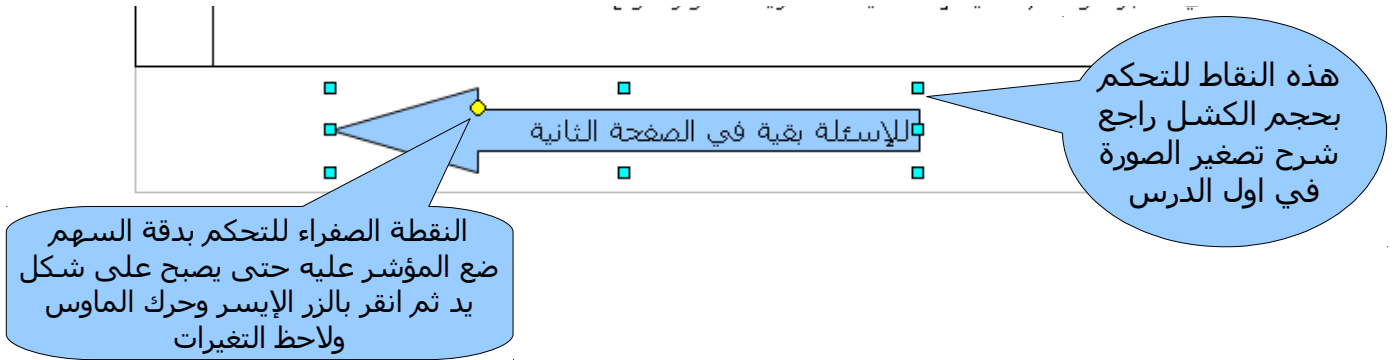 هذه النقاط للتحكم
بحجم الكشل راجع
شرح تصغير الصورة
في اول الدرس
للإسئلة بقية في الصفحة الثانية
النقطة الصفراء للتحكم بدقة السهم
ضع المؤشر عليه حتى يصبح على شكل
يد ثم انقر بالزر الإيسر وحرك الماوس
ولاحظ التغيرات